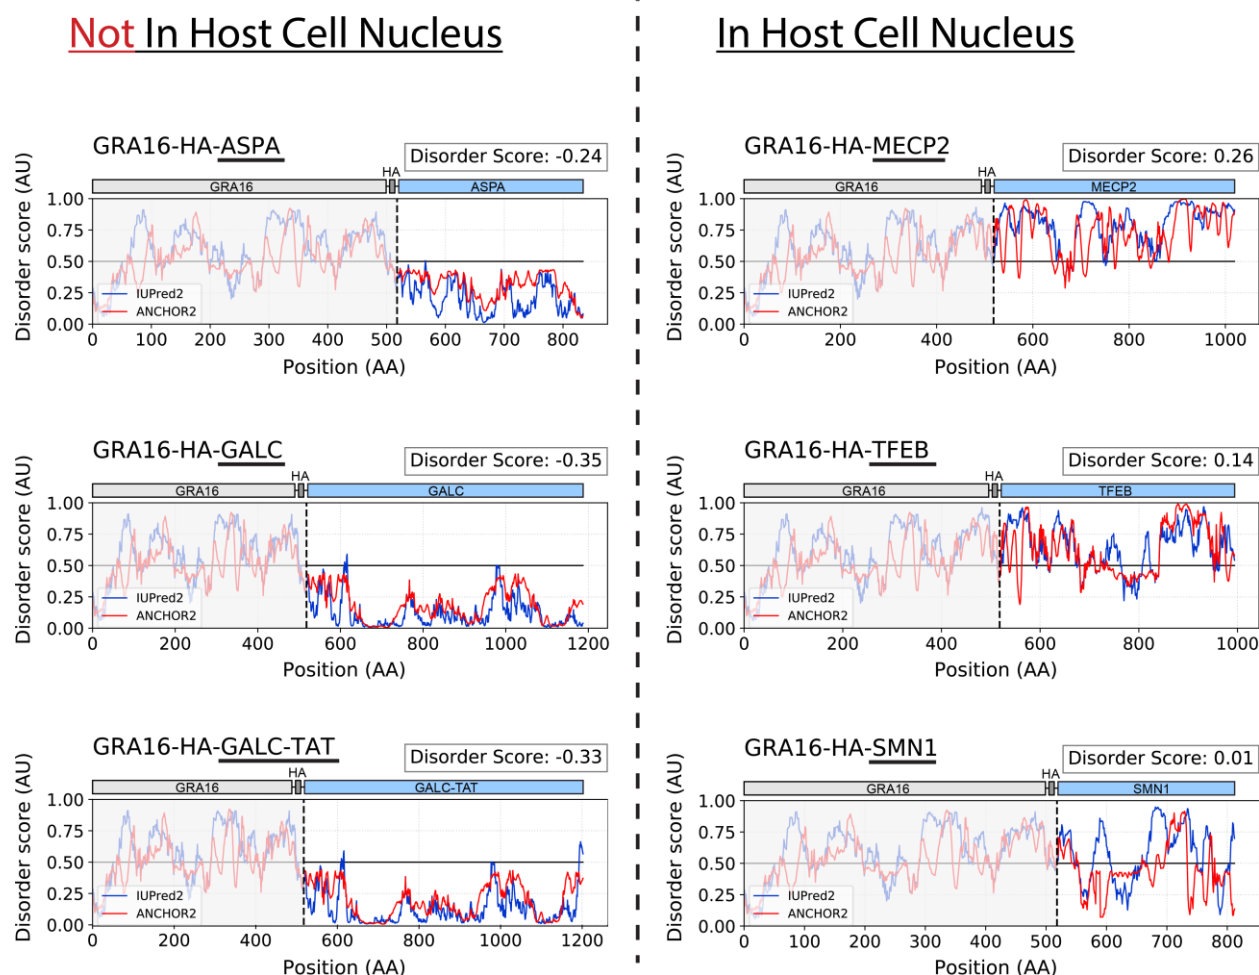 Not In Host Cell Nucleus
GRA16-HA-ASPA
Disorder Score: -0.24
HA
GRA16
ASPA
Disorder score (AU)
1.00
0.75
0.50
0.25
0.00
IUPred2
ANCHOR2
0 100 200 300 400 500 600 700 800
Position (AA)
GRA16-HA-GALC
Disorder Score: -0.35
HA
GRA16
GALC
Disorder score (AU)
1.00
0.75
0.50
0.25
0.00
IUPred2
ANCHOR2
0 200 400 600 800 1000 1200
Position (AA)
GRA16-HA-GALC-TAT
Disorder Score: -0.33
HA
GRA16
GALC-TAT
Disorder score (AU)
1.00
0.75
0.50
0.25
0.00
IUPred2
ANCHOR2
0 200 400 600 800 1000 1200
Position (AA)
In Host Cell Nucleus
GRA16-HA-MECP2
Disorder Score: 0.26
HA
GRA16
MECP2
Disorder score (AU)
1.00
0.75
0.50
0.25
0.00
IUPred2
ANCHOR2
0 200 400 600 800 1000
Position (AA)
GRA16-HA-TFEB
Disorder Score: 0.14
HA
GRA16
TFEB
Disorder score (AU)
1.00
0.75
0.50
0.25
0.00
IUPred2
ANCHOR2
0 200 400 600 800 1000
Position (AA)
GRA16-HA-SMN1
Disorder Score: 0.01
HA
GRA16
SMN1
Disorder score (AU)
1.00
0.75
0.50
0.25
0.00
IUPred2
ANCHOR2
0 100 200 300 400 500 600 700 800
Position (AA)